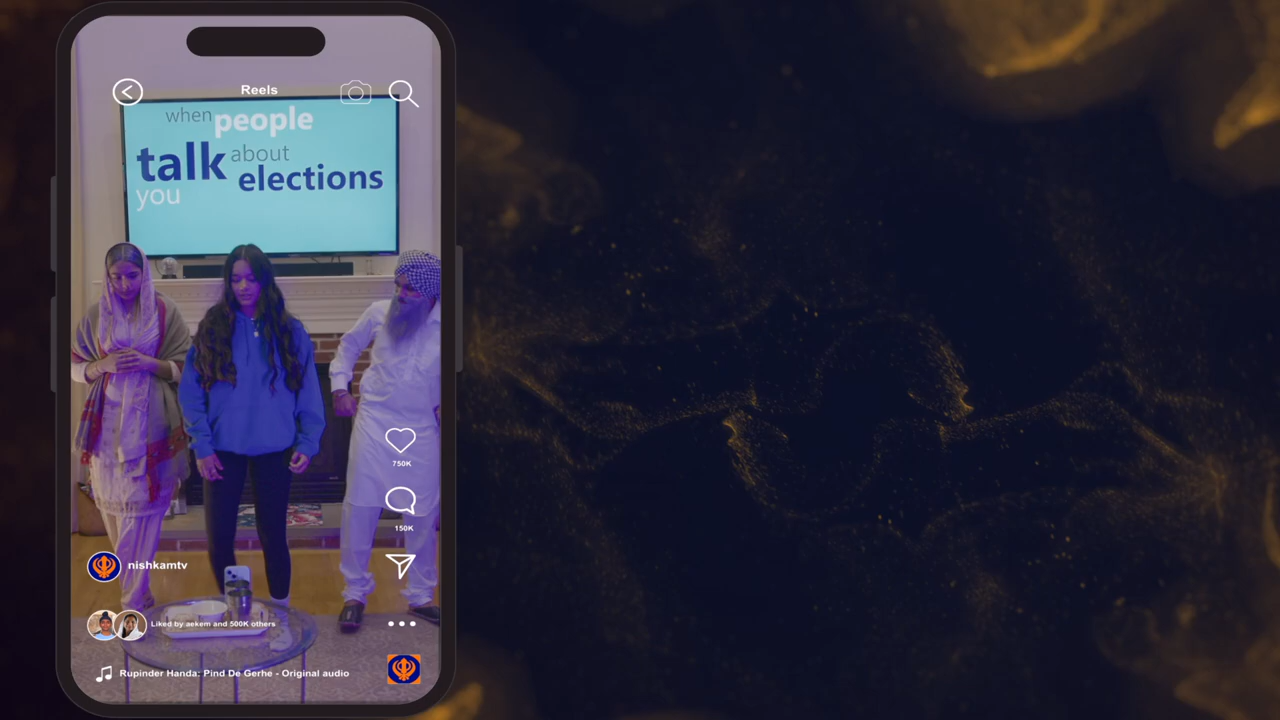 Reels
when people
talk about
you elections
750K
150K
nishkamtv
Liked by aekem and 500K others
Rupinder Handa: Pind De Gerhe - Original audio